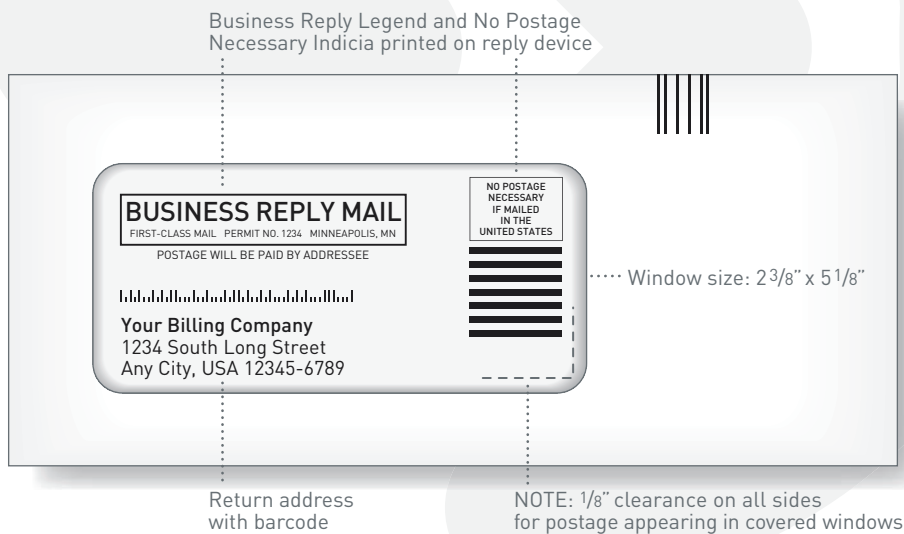 Business Reply Legend and No Postage
Necessary Indicia printed on reply device
BUSINESS REPLY MAIL
FIRST-CLASS MAIL PERMIT NO. 1234 MINNEAPOLIS, MN
POSTAGE WILL BE PAID BY ADDRESSEE
NO POSTAGE
NECESSARY
IF MAILED
IN THE
UNITED STATES
Window size: 2 3/8" x 5 1/8"
Your Billing Company
1234 South Long Street
Any City, USA 12345-6789
Return address
with barcode
NOTE: 1/8" clearance on all sides
for postage appearing in covered windows